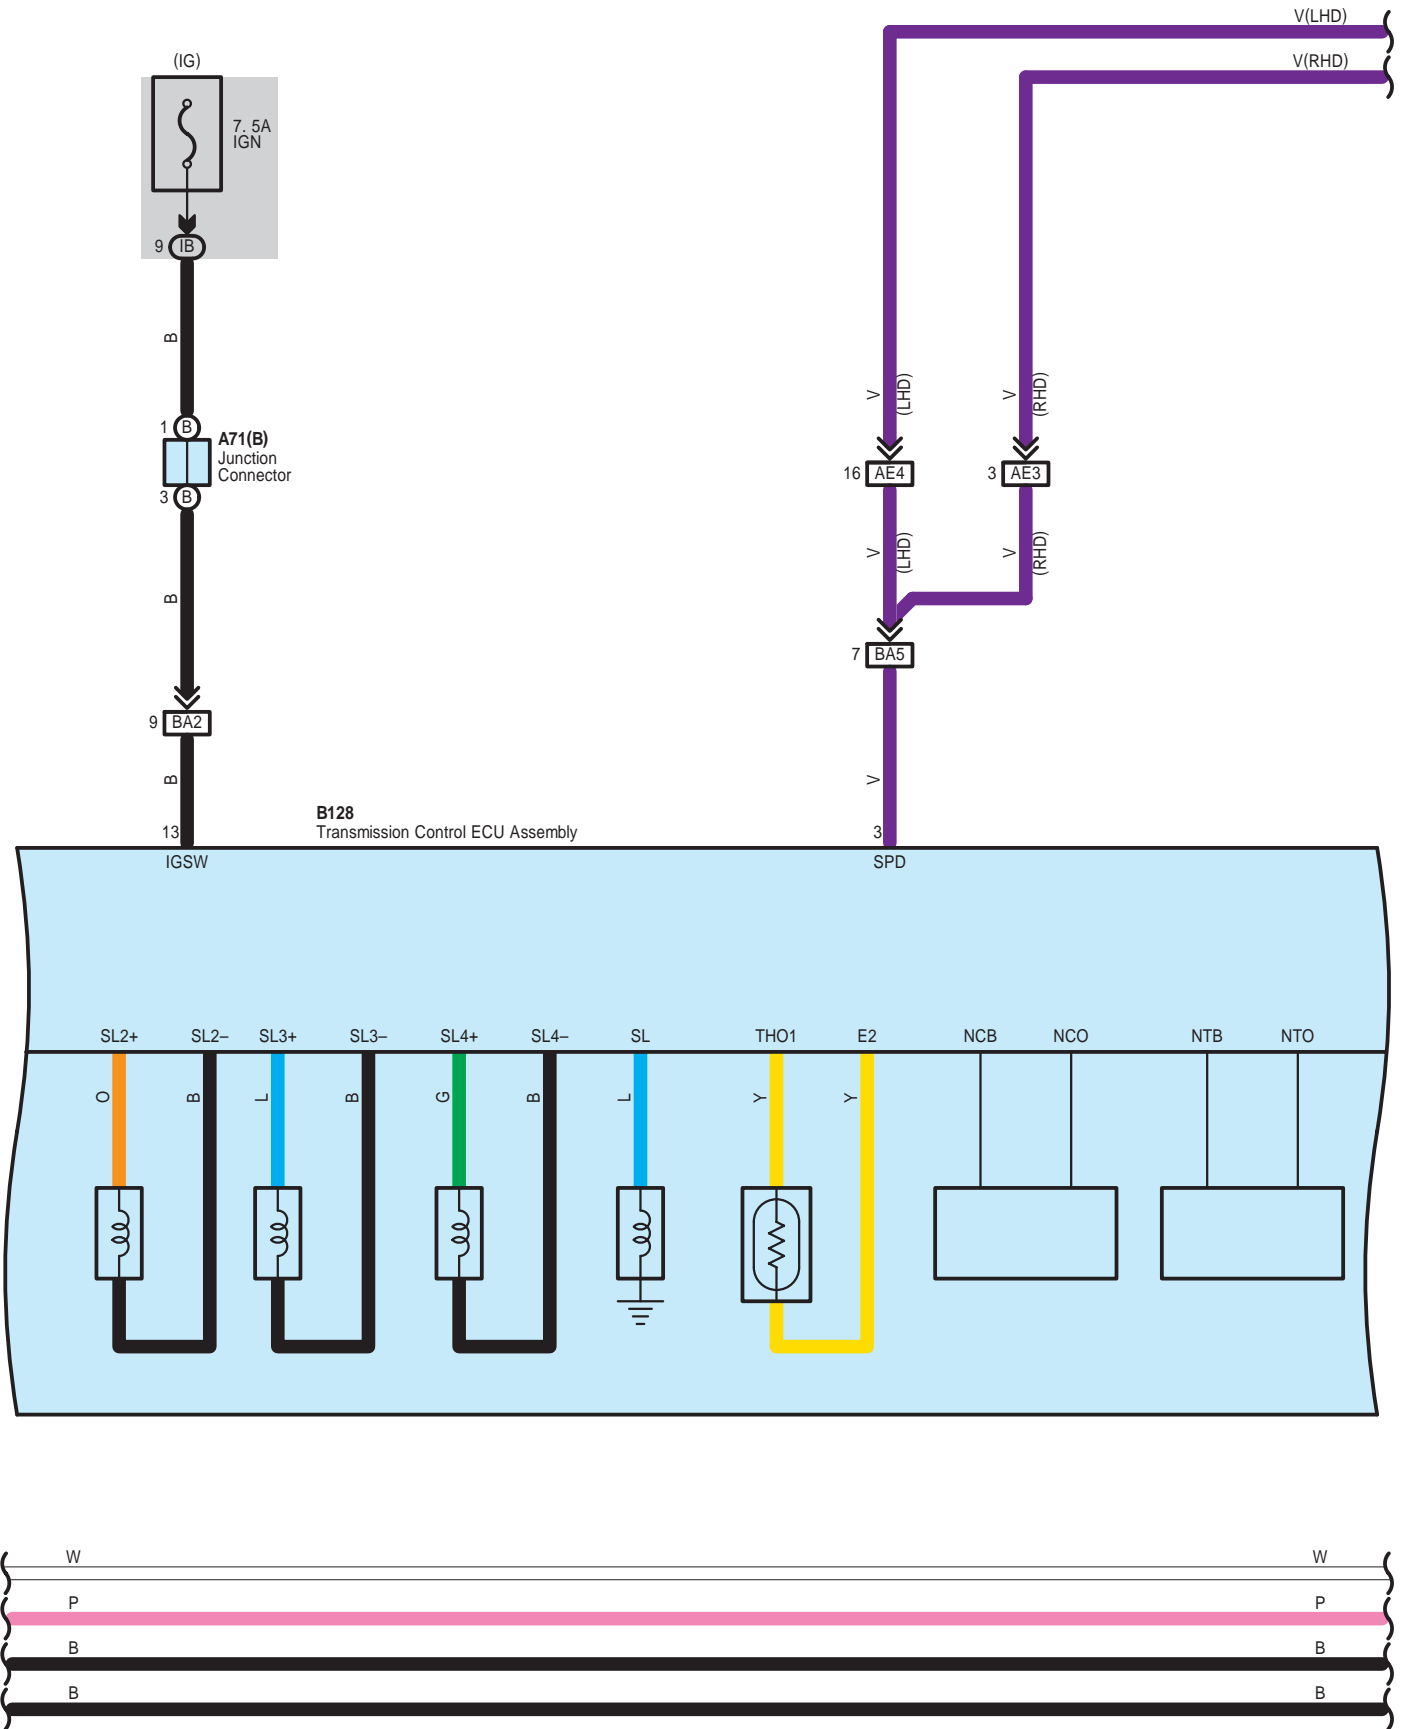 V(LHD)
V(RHD)
(IG)
7. 5A
IGN
9 IB
B
V
(LHD)
V
(RHD)
1 B
A71(B)
Junction
Connector
3 B
16 AE4
3 AE3
V
(LHD)
V
(RHD)
B
7 BA5
9 BA2
B
V
B128
Transmission Control ECU Assembly
13
3
IGSW
SPD
SL2+ SL2– SL3+ SL3– SL4+ SL4– SL THO1 E2 NCB NCO NTB NTO
O B L B G B L Y Y
W W
P P
B B
B B